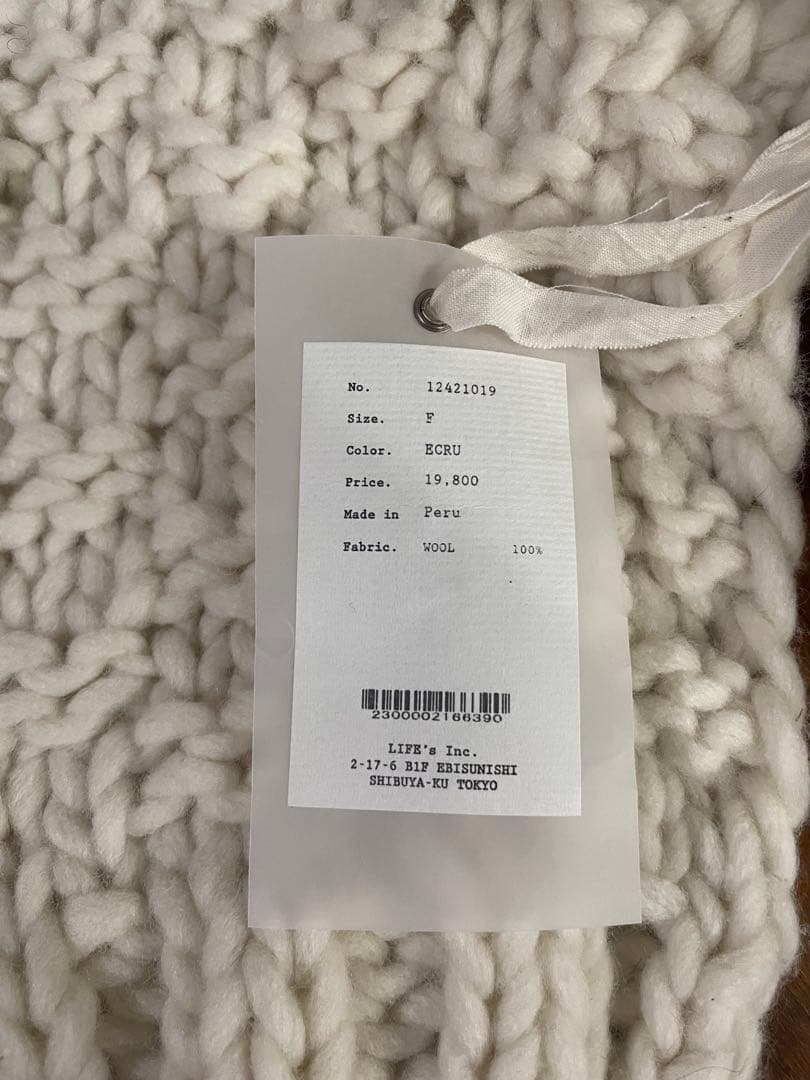 No. 12421019
Size. F
Color. ECRU
Price. 19,800
Made in Peru
Fabric. WOOL 100%
2300002166390
LIFE's Inc.
2-17-6 B1F EBISUNISHI
SHIBUYA-KU TOKYO